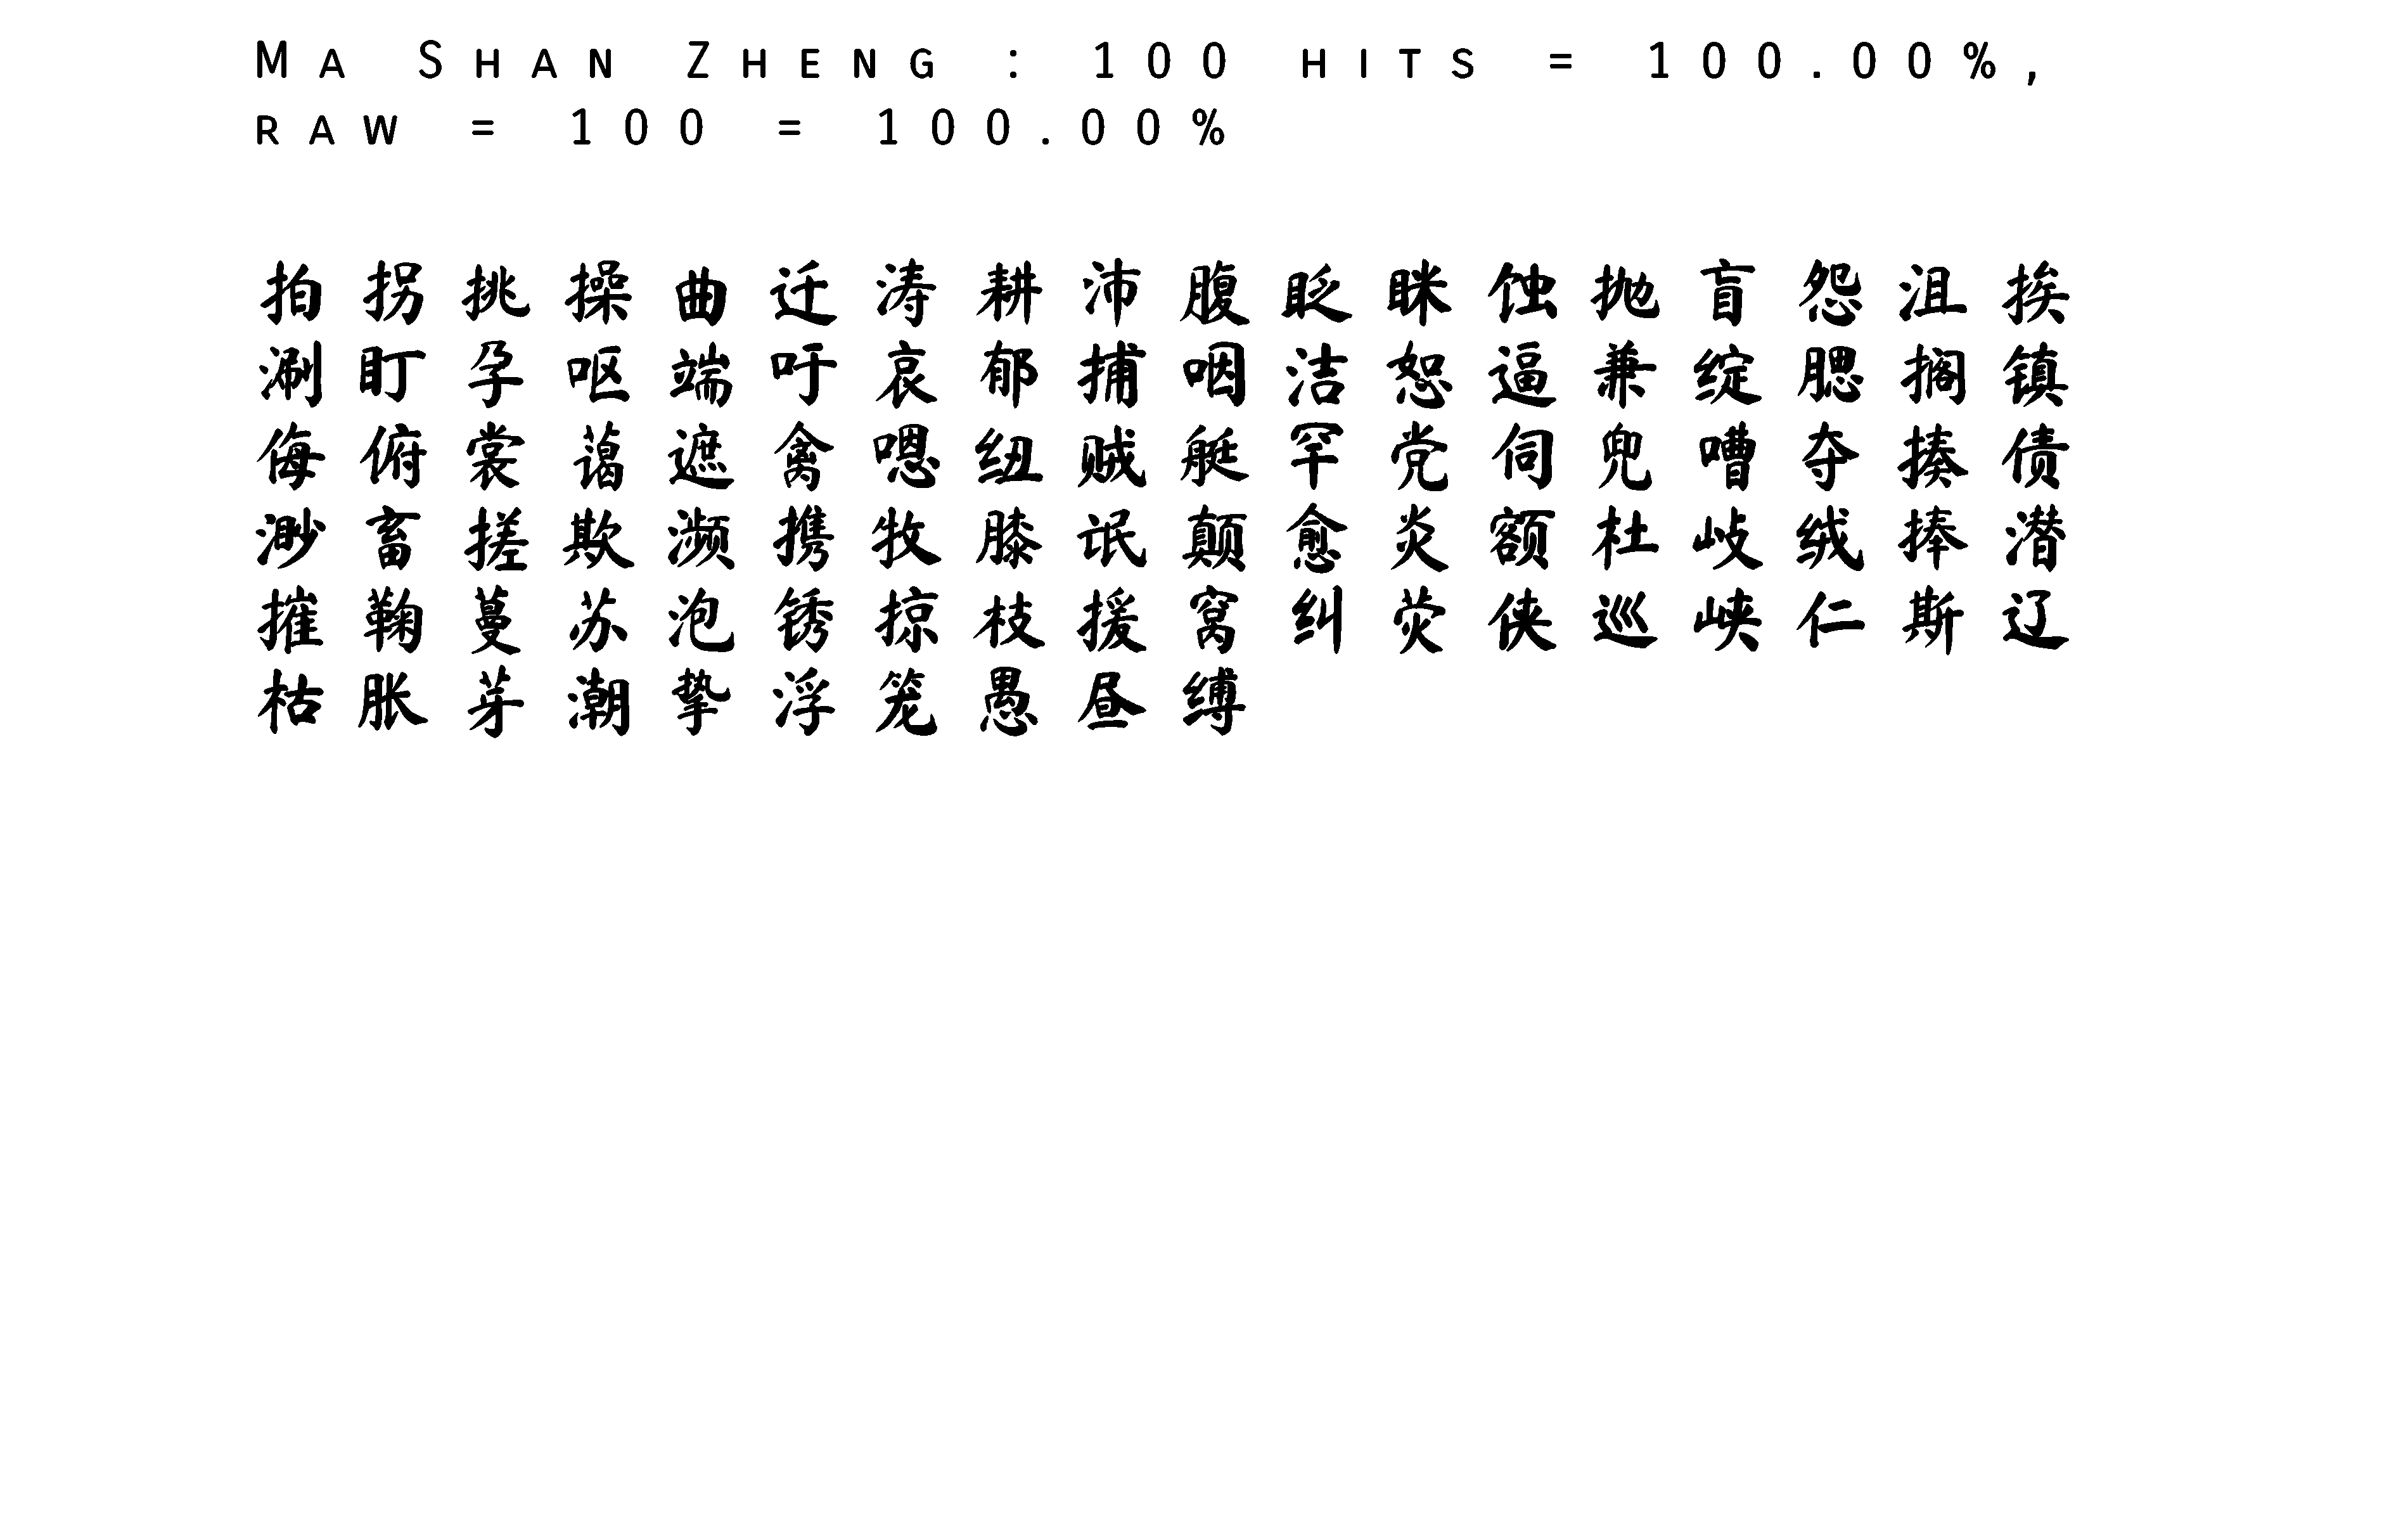 Ma Shan Zheng : 100 hits = 100.00%,
raw = 100 = 100.00%
拍拐挑操曲迁涛耕沛腹眨眯蚀抛盲怨沮挨
涮盯孕呕端吁哀郁捕咽洁恕逼兼绽腮搁镇
侮俯裳蔼遮禽嗯纽贼艇罕党伺兜嘈夺揍债
渺畜搓欺濒携牧膝氓颠愈炎额杜歧绒捧潜
摧鞠蔓苏泡锈掠枝援窝纠荧侠巡峡仁斯辽
枯胀芽潮挚浮笼愚昼缚